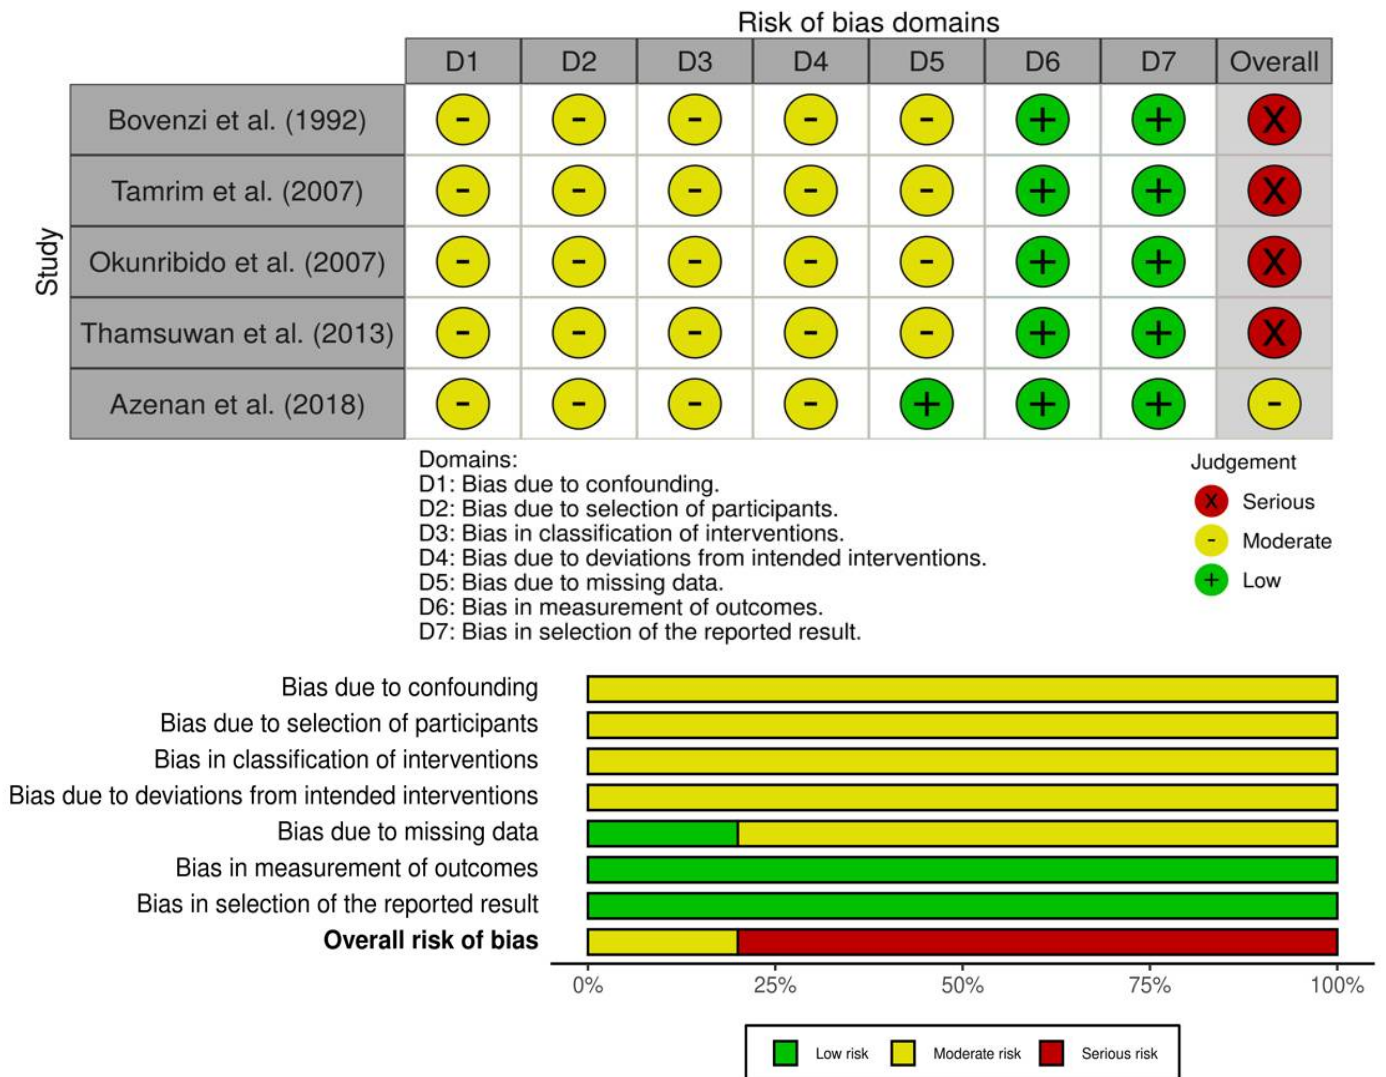 Risk of bias domains
D1 D2 D3 D4 D5 D6 D7 Overall
Study
Bovenzi et al. (1992) - - - - - + + X
Tamrim et al. (2007) - - - - - + + X
Okunribido et al. (2007) - - - - - + + X
Thamsuwan et al. (2013) - - - - - + + X
Azenan et al. (2018) - - - - + + + -
Domains:
D1: Bias due to confounding.
D2: Bias due to selection of participants.
D3: Bias in classification of interventions.
D4: Bias due to deviations from intended interventions.
D5: Bias due to missing data.
D6: Bias in measurement of outcomes.
D7: Bias in selection of the reported result.
Judgement
X Serious
- Moderate
+ Low
Bias due to confounding
Bias due to selection of participants
Bias in classification of interventions
Bias due to deviations from intended interventions
Bias due to missing data
Bias in measurement of outcomes
Bias in selection of the reported result
Overall risk of bias
0% 25% 50% 75% 100%
Low risk Moderate risk Serious risk